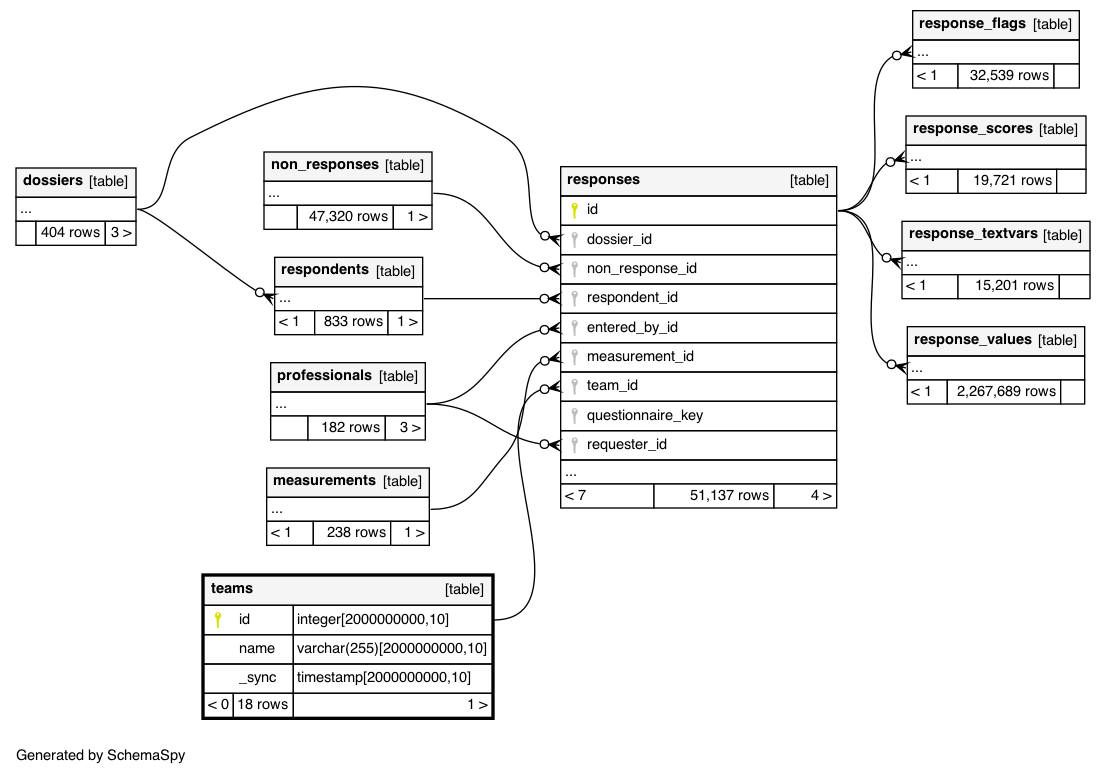 response_flags [table]
...
< 1 32,539 rows
response_scores [table]
...
< 1 19,721 rows
response_textvars [table]
...
< 1 15,201 rows
response_values [table]
...
< 1 2,267,689 rows
dossiers [table]
...
404 rows 3 >
non_responses [table]
...
47,320 rows 1 >
respondents [table]
...
< 1 833 rows 1 >
professionals [table]
...
182 rows 3 >
measurements [table]
...
< 1 238 rows 1 >
responses [table]
id
dossier_id
non_response_id
respondent_id
entered_by_id
measurement_id
team_id
questionnaire_key
requester_id
...
< 7 51,137 rows 4 >
teams [table]
id integer[2000000000,10]
name varchar(255)[2000000000,10]
_sync timestamp[2000000000,10]
< 0 18 rows 1 >
Generated by SchemaSpy